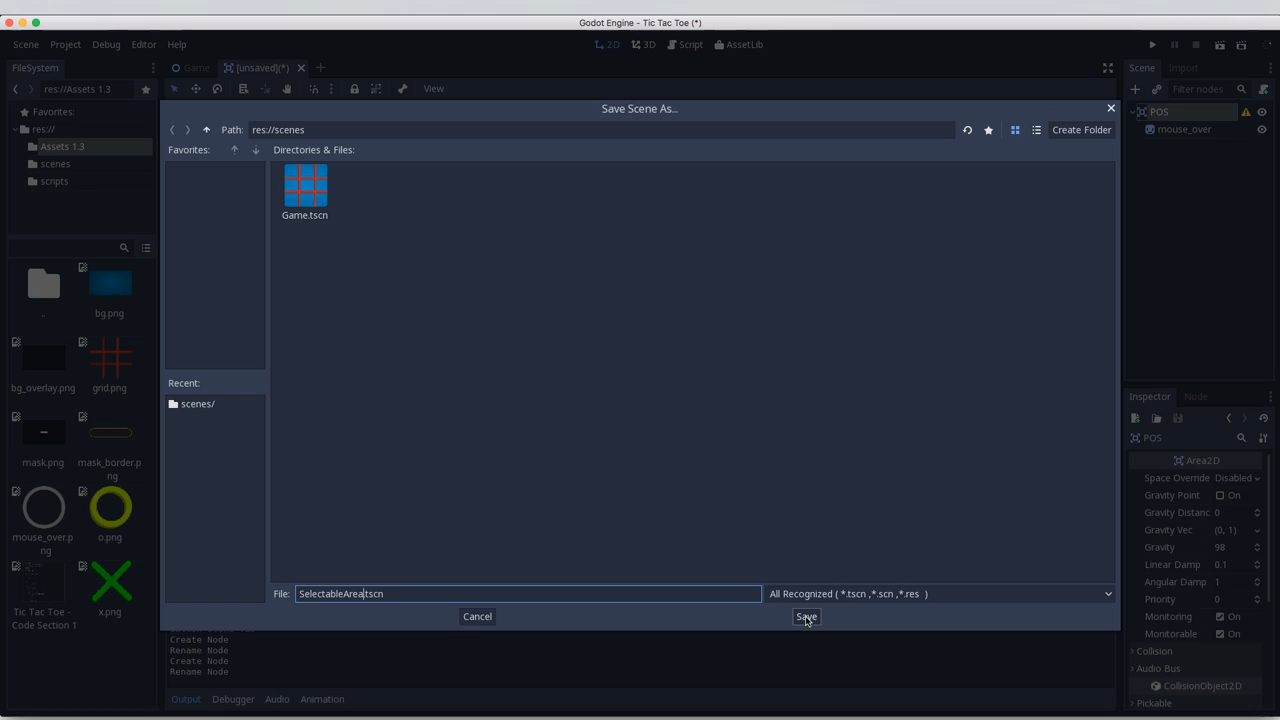 Godot Engine - Tic Tac Toe (*)
Scene Project Debug Editor Help
2D 3D Script AssetLib
FileSystem
Game [unsaved](*)
Scene Import
res://Assets 1.3
View
Filter nodes
Save Scene As...
Favorites:
res://
Assets 1.3
scenes
scripts
Path: res://scenes
Create Folder
Favorites:
Directories & Files:
Game.tscn
POS
mouse_over
..
bg.png
bg_overlay.png
grid.png
mask.png
mask_border.p
ng
mouse_over.p
ng
o.png
Tic Tac Toe -
Code Section 1
x.png
Recent:
scenes/
File: SelectableArea.tscn
All Recognized ( *.tscn ,*.scn ,*.res )
Cancel
Save
Create Node
Rename Node
Create Node
Rename Node
Output Debugger Audio Animation
Inspector Node
POS
Area2D
Space Override Disabled
Gravity Point On
Gravity Distanc 0
Gravity Vec (0, 1)
Gravity 98
Linear Damp 0.1
Angular Damp 1
Priority 0
Monitoring On
Monitorable On
Collision
Audio Bus
CollisionObject2D
Pickable